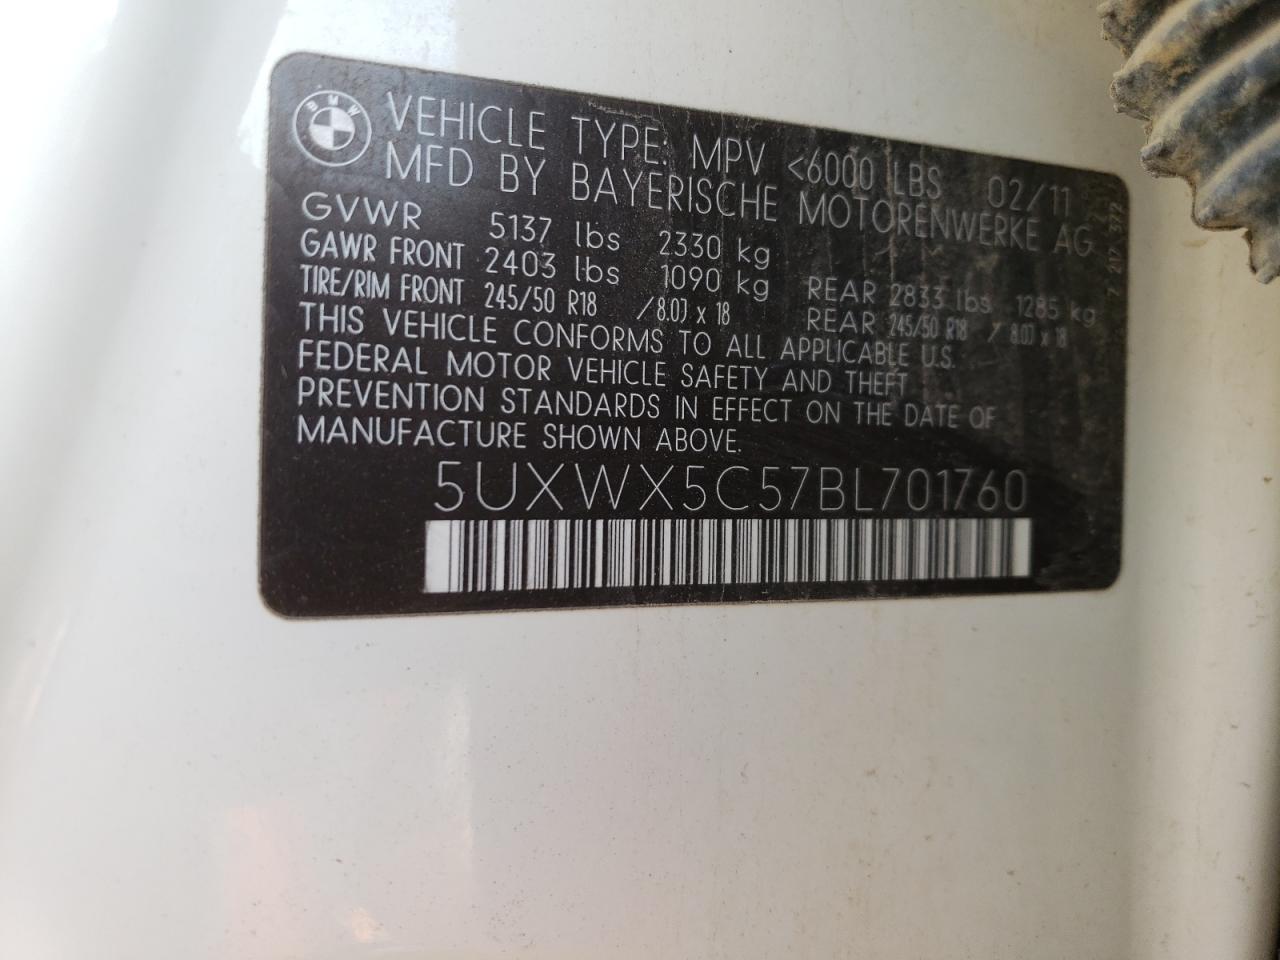 BMW
VEHICLE TYPE: MPV <6000 LBS 02/11
MFD BY BAYERISCHE MOTORENWERKE AG
GVWR 5137 lbs 2330 kg
GAWR FRONT 2403 lbs 1090 kg REAR 2833 lbs 1285 kg
TIRE/RIM FRONT 245/50 R18 / 8.0J x 18 REAR 245/50 R18 / 8.0J x 18
THIS VEHICLE CONFORMS TO ALL APPLICABLE U.S.
FEDERAL MOTOR VEHICLE SAFETY AND THEFT
PREVENTION STANDARDS IN EFFECT ON THE DATE OF
MANUFACTURE SHOWN ABOVE.
5UXWX5C57BL701760